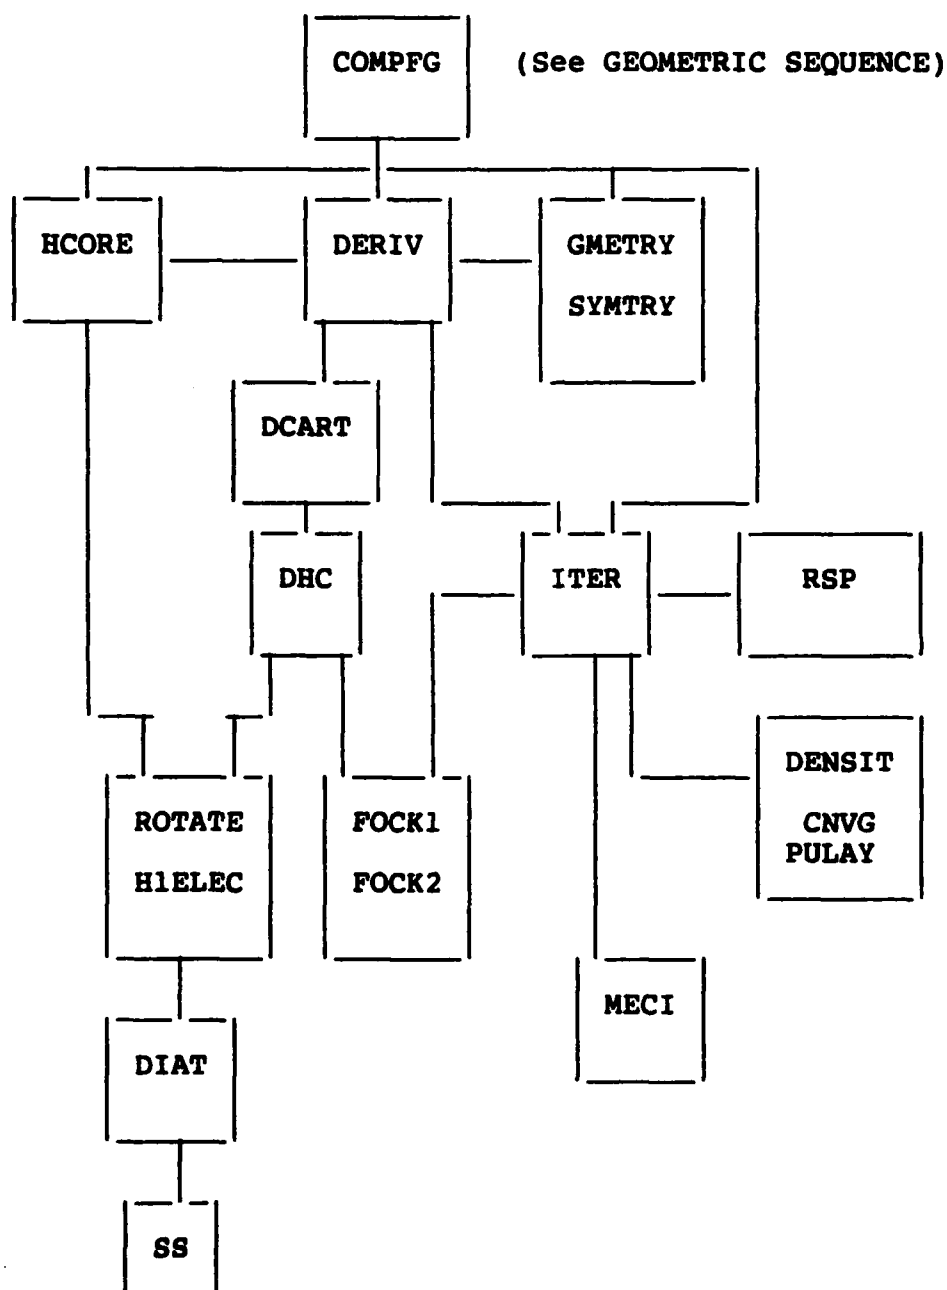 COMPFG (See GEOMETRIC SEQUENCE)
HCORE DERIV GMETRY
SYMTRY
DCART
DHC ITER RSP
DENSIT
ROTATE FOCK1 CNVG
PULAY
H1ELEC FOCK2
MECI
DIAT
SS